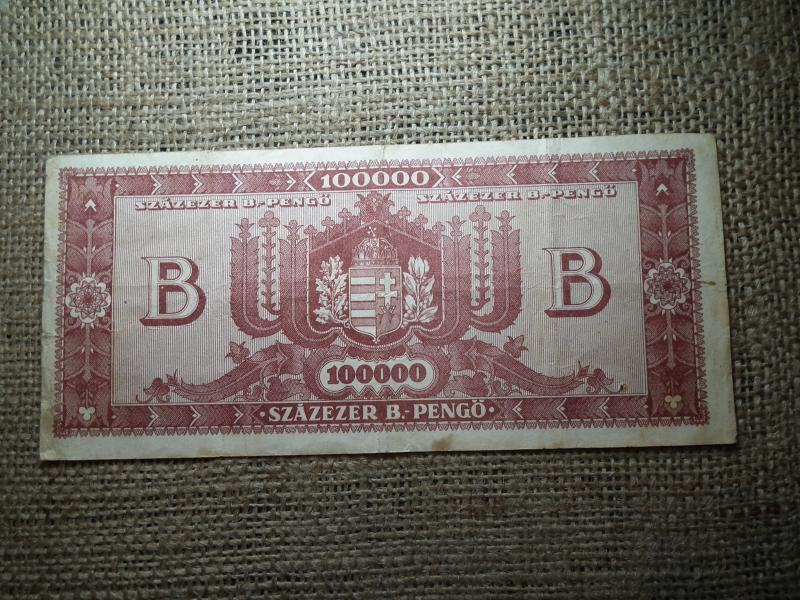 100000
SZÁZEZER B.-PENGŐ SZÁZEZER B.-PENGŐ
B B
100000
· SZÁZEZER B.-PENGŐ ·